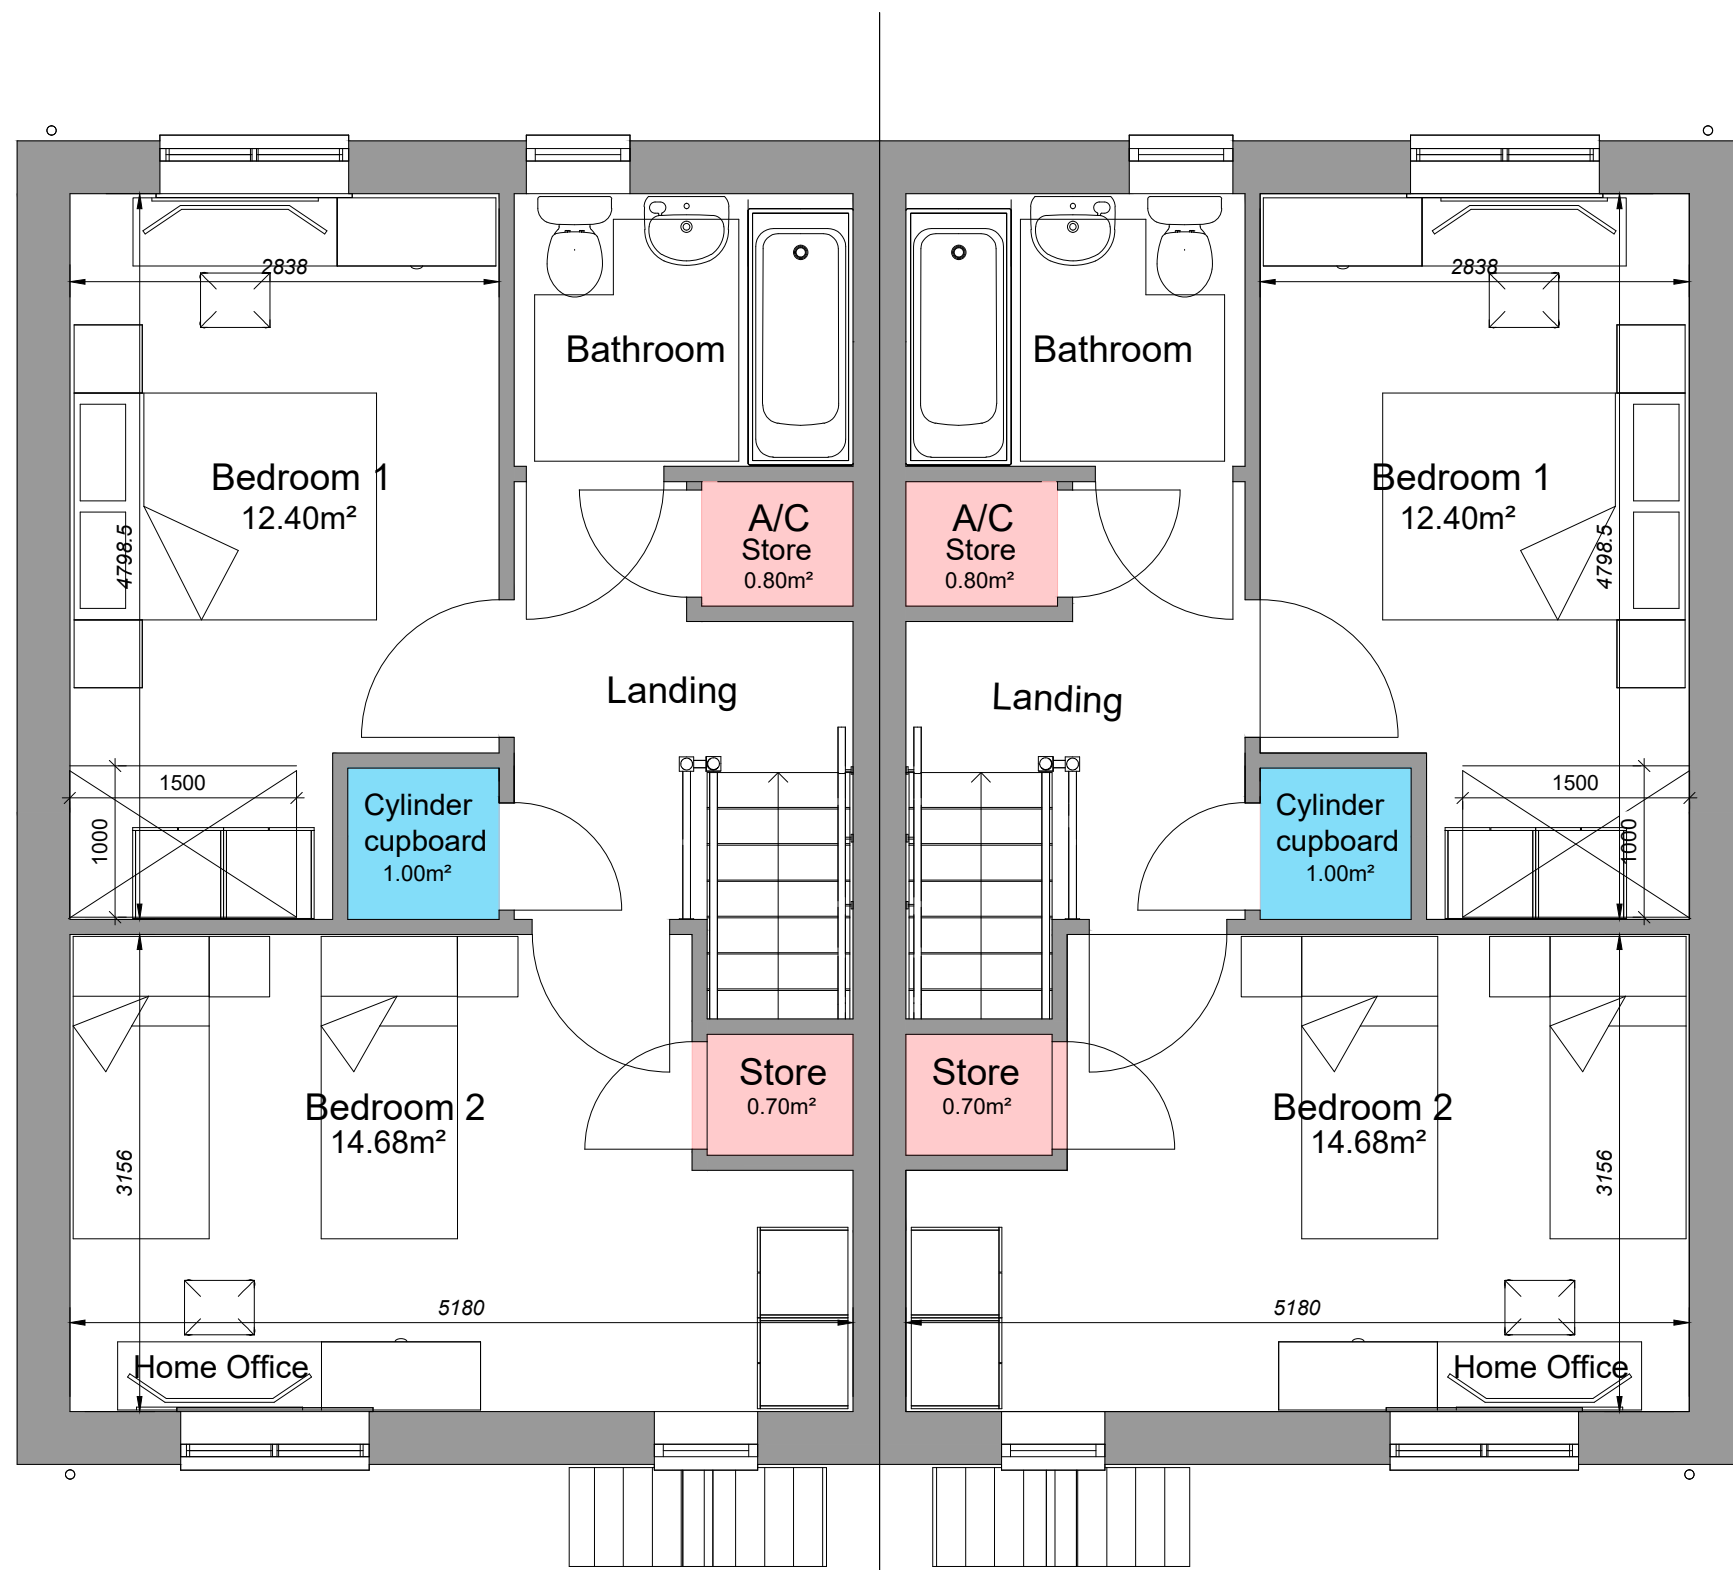 2838
2838
Bathroom
Bathroom
Bedroom 1
12.40m²
4798.5
A/C
Store
0.80m²
A/C
Store
0.80m²
Bedroom 1
12.40m²
4798.5
Landing
Landing
1500
1000
Cylinder
cupboard
1.00m²
Cylinder
cupboard
1.00m²
1500
1000
Store
0.70m²
Store
0.70m²
Bedroom 2
14.68m²
3156
Bedroom 2
14.68m²
3156
5180
5180
Home Office
Home Office